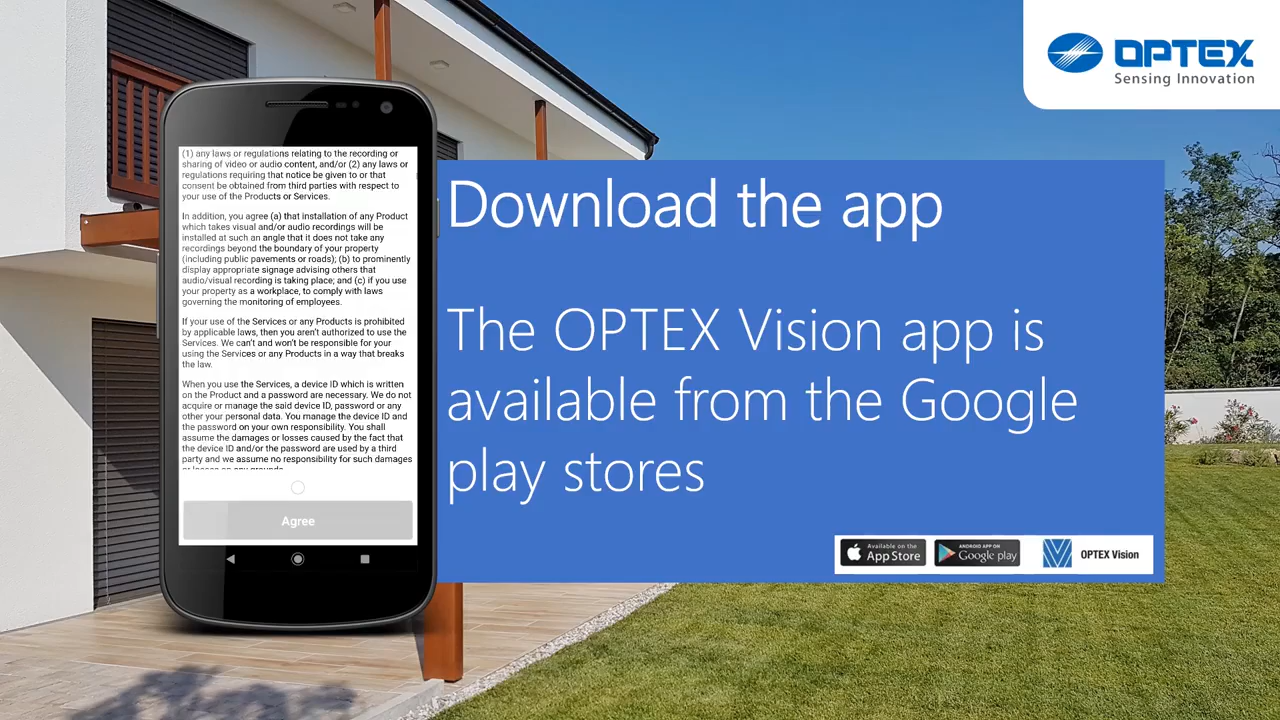 OPTEX
Sensing Innovation
(1) any laws or regulations relating to the recording or
sharing of video or audio content, and/or (2) any laws or
regulations requiring that notice be given to or that
consent be obtained from third parties with respect to
your use of the Products or Services.
In addition, you agree (a) that installation of any Product
which takes visual and/or audio recordings will be
installed at such an angle that it does not take any
recordings beyond the boundary of your property
(including public pavements or roads); (b) to prominently
display appropriate signage advising others that
audio/visual recording is taking place; and (c) if you use
your property as a workplace, to comply with laws
governing the monitoring of employees.
If your use of the Services or any Products is prohibited
by applicable laws, then you aren't authorized to use the
Services. We can't and won't be responsible for your
using the Services or any Products in a way that breaks
the law.
When you use the Services, a device ID which is written
on the Product and a password are necessary. We do not
acquire or manage the said device ID, password or any
other your personal data. You manage the device ID and
the password on your own responsibility. You shall
assume the damages or losses caused by the fact that
the device ID and/or the password are used by a third
party and we assume no responsibility for such damages
or losses on any grounds.
Agree
Download the app
The OPTEX Vision app is
available from the Google
play stores
Available on the
App Store
ANDROID APP ON
Google play
OPTEX Vision